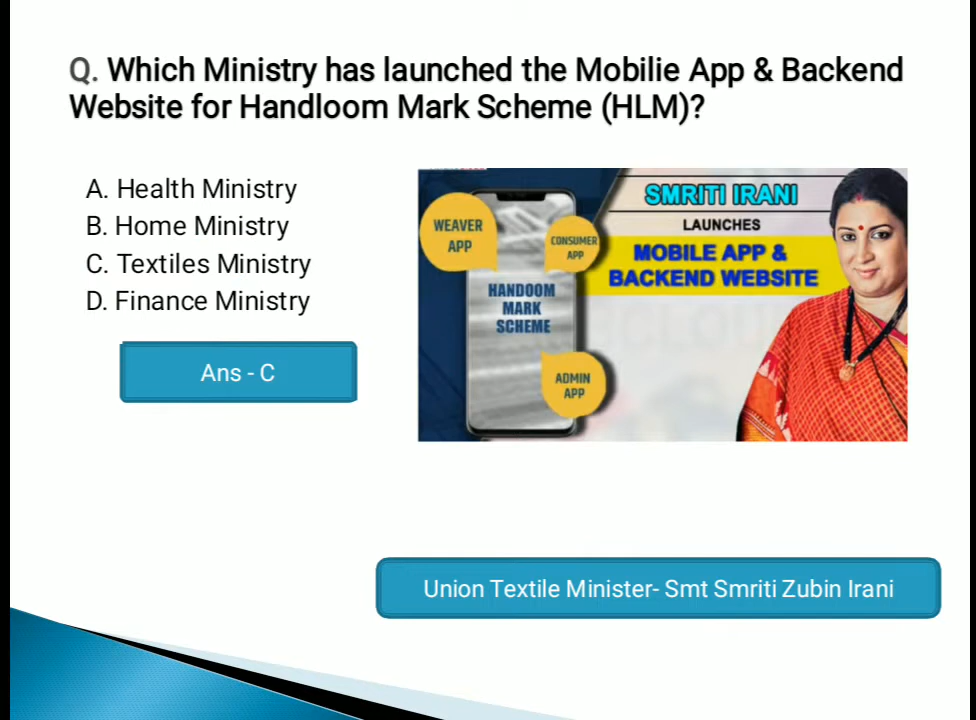 Q. Which Ministry has launched the Mobilie App & Backend
Website for Handloom Mark Scheme (HLM)?
A. Health Ministry
B. Home Ministry
C. Textiles Ministry
D. Finance Ministry
Ans - C
SMRITI IRANI
LAUNCHES
MOBILE APP &
BACKEND WEBSITE
WEAVER
APP
CONSUMER
APP
HANDOOM
MARK
SCHEME
ADMIN
APP
Union Textile Minister- Smt Smriti Zubin Irani